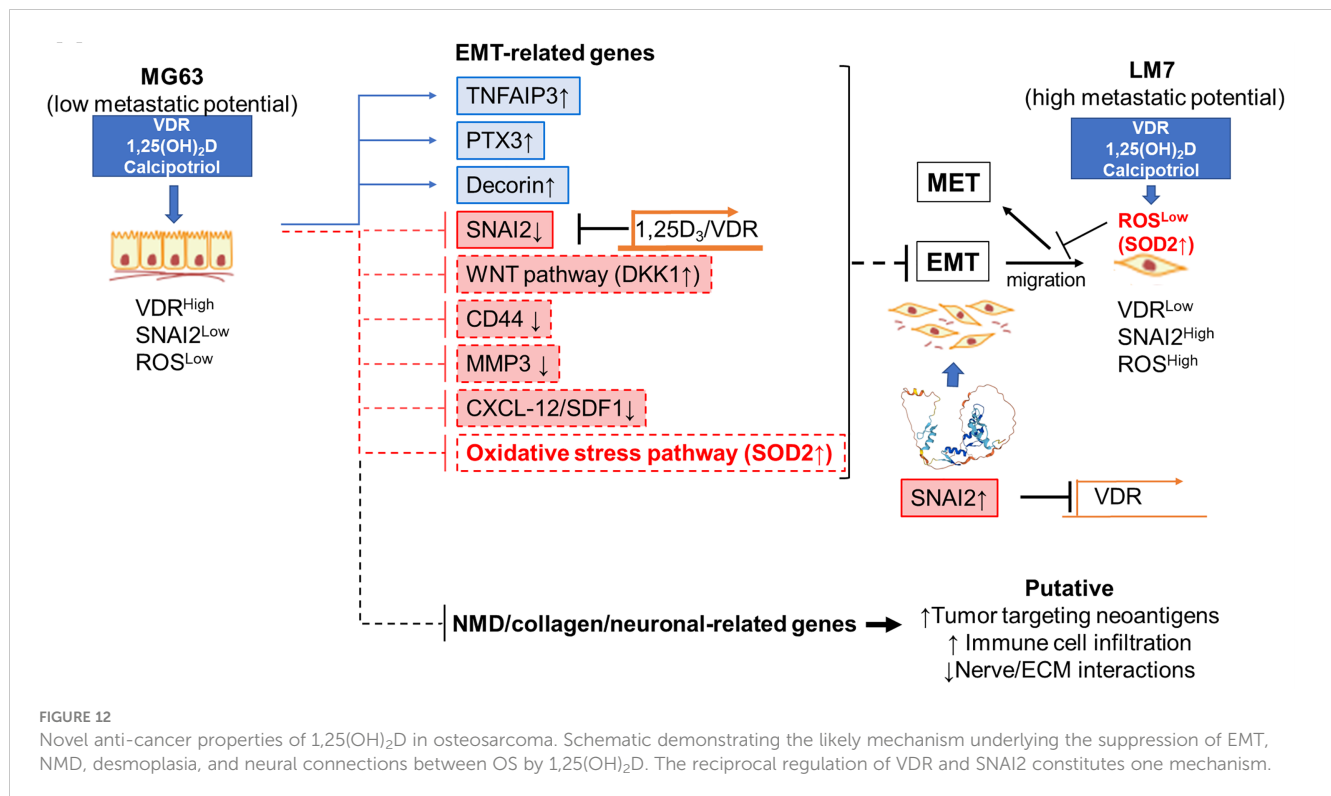 MG63
(low metastatic potential)
VDR
1,25(OH)₂D
Calcipotriol
VDRᴴⁱᵍʰ
SNAI2ᴸᵒʷ
ROSᴸᵒʷ
EMT-related genes
TNFAIP3↑
PTX3↑
Decorin↑
SNAI2↓
1,25D₃/VDR
WNT pathway (DKK1↑)
CD44 ↓
MMP3 ↓
CXCL-12/SDF1↓
Oxidative stress pathway (SOD2↑)
MET
EMT
migration
SNAI2↑
VDR
LM7
(high metastatic potential)
VDR
1,25(OH)₂D
Calcipotriol
ROSᴸᵒʷ
(SOD2↑)
VDRᴸᵒʷ
SNAI2ᴴⁱᵍʰ
ROSᴴⁱᵍʰ
NMD/collagen/neuronal-related genes
Putative
↑Tumor targeting neoantigens
↑ Immune cell infiltration
↓Nerve/ECM interactions
FIGURE 12
Novel anti-cancer properties of 1,25(OH)₂D in osteosarcoma. Schematic demonstrating the likely mechanism underlying the suppression of EMT,
NMD, desmoplasia, and neural connections between OS by 1,25(OH)₂D. The reciprocal regulation of VDR and SNAI2 constitutes one mechanism.